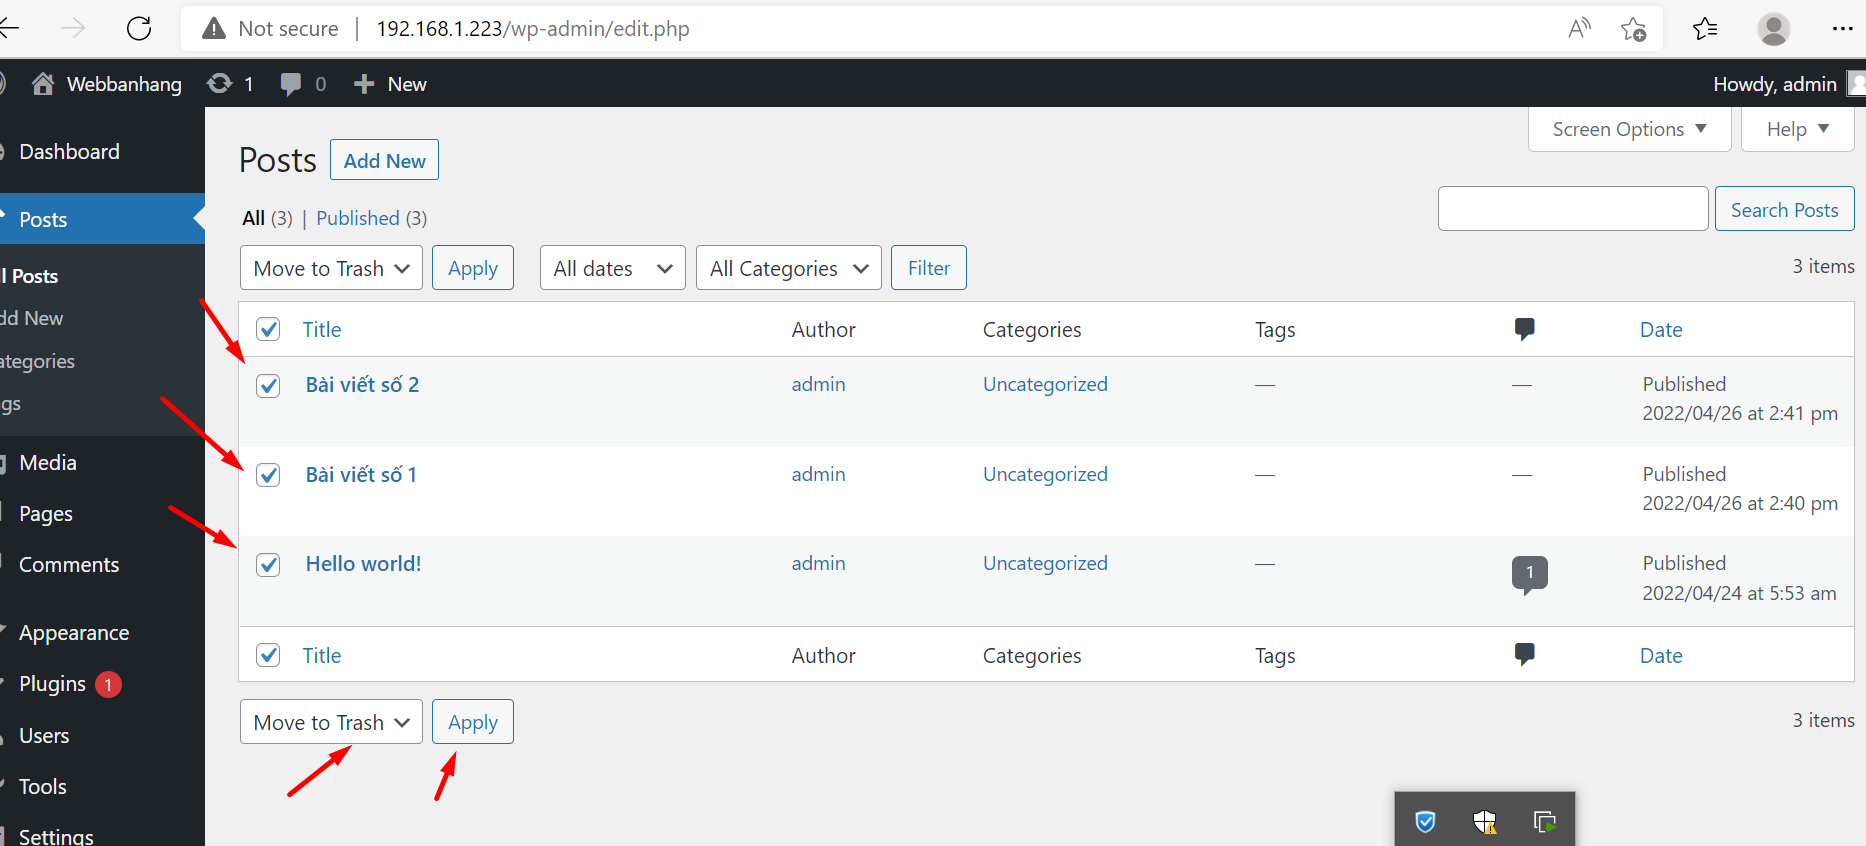 Not secure | 192.168.1.223/wp-admin/edit.php
Webbanhang 1 0 + New Howdy, admin
Screen Options Help
Dashboard
Posts Add New
Posts
All (3) | Published (3)
Search Posts
Move to Trash Apply All dates All Categories Filter 3 items
ll Posts
dd New
ategories
gs
Media
Pages
Comments
Appearance
Plugins 1
Users
Tools
Settings
Title Author Categories Tags Date
Bài viết số 2 admin Uncategorized — — Published
2022/04/26 at 2:41 pm
Bài viết số 1 admin Uncategorized — — Published
2022/04/26 at 2:40 pm
Hello world! admin Uncategorized — 1 Published
2022/04/24 at 5:53 am
Title Author Categories Tags Date
Move to Trash Apply 3 items